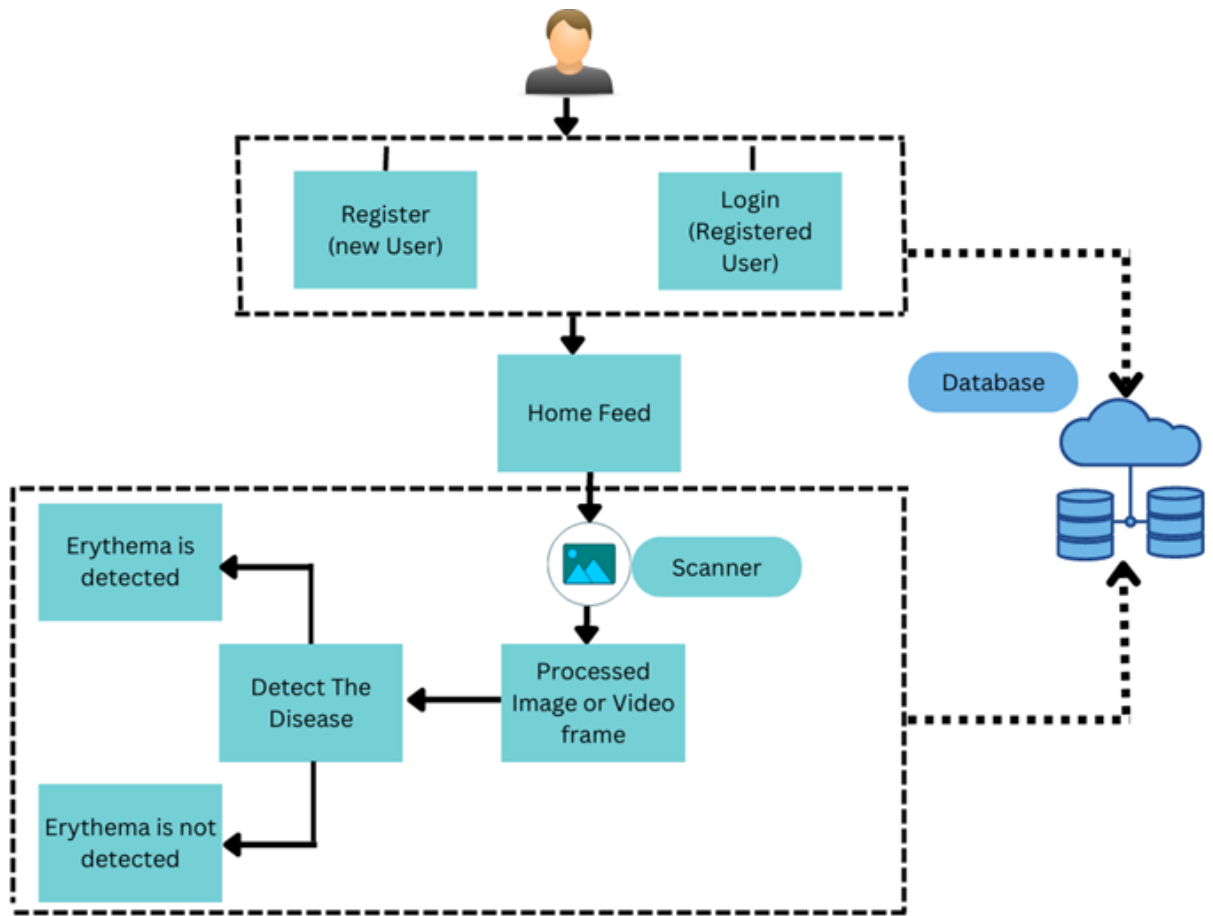 Register
(new User)
Login
(Registered
User)
Home Feed
Database
Erythema is
detected
Scanner
Detect The
Disease
Processed
Image or Video
frame
Erythema is not
detected